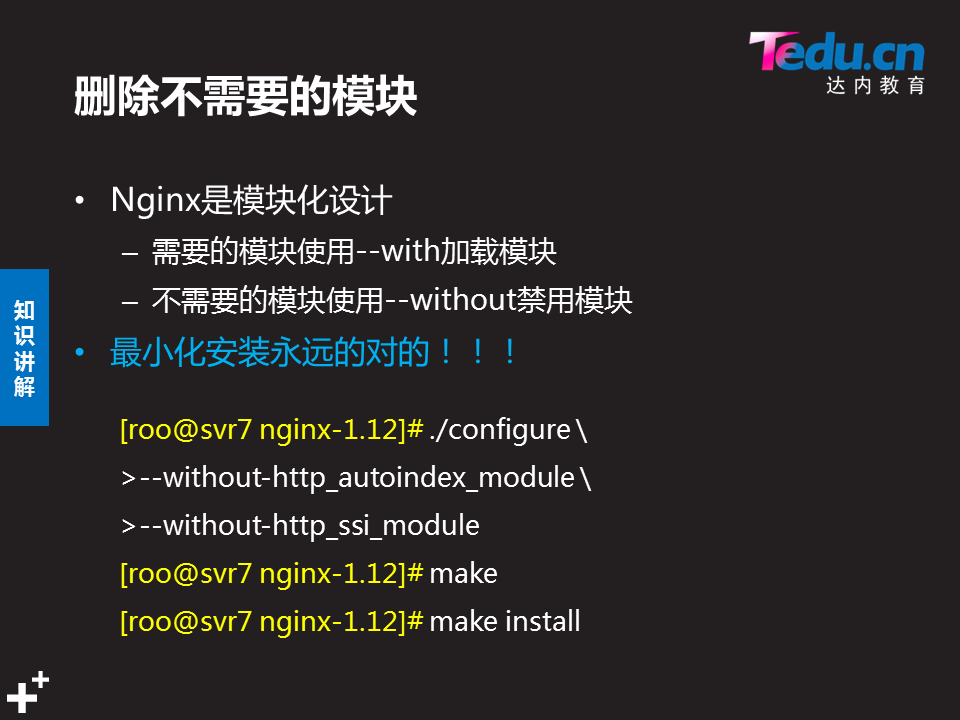 Tedu.cn
达内教育
删除不需要的模块
• Nginx是模块化设计
– 需要的模块使用--with加载模块
– 不需要的模块使用--without禁用模块
• 最小化安装永远的对的！！！
知识讲解
[roo@svr7 nginx-1.12]# ./configure \
>--without-http_autoindex_module \
>--without-http_ssi_module
[roo@svr7 nginx-1.12]# make
[roo@svr7 nginx-1.12]# make install